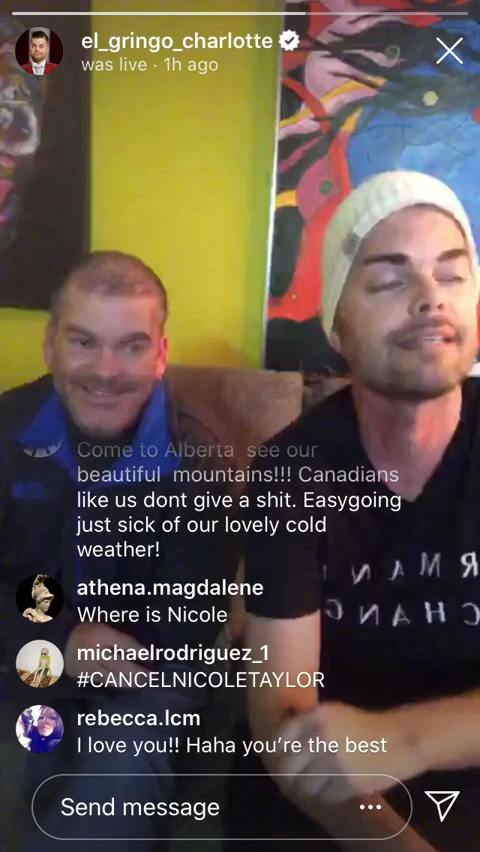 el_gringo_charlotte
was live · 1h ago
Come to Alberta see our
beautiful mountains!!! Canadians
like us dont give a shit. Easygoing
just sick of our lovely cold
weather!
athena.magdalene
Where is Nicole
michaelrodriguez_1
#CANCELNICOLETAYLOR
rebecca.lcm
I love you!! Haha you're the best
Send message